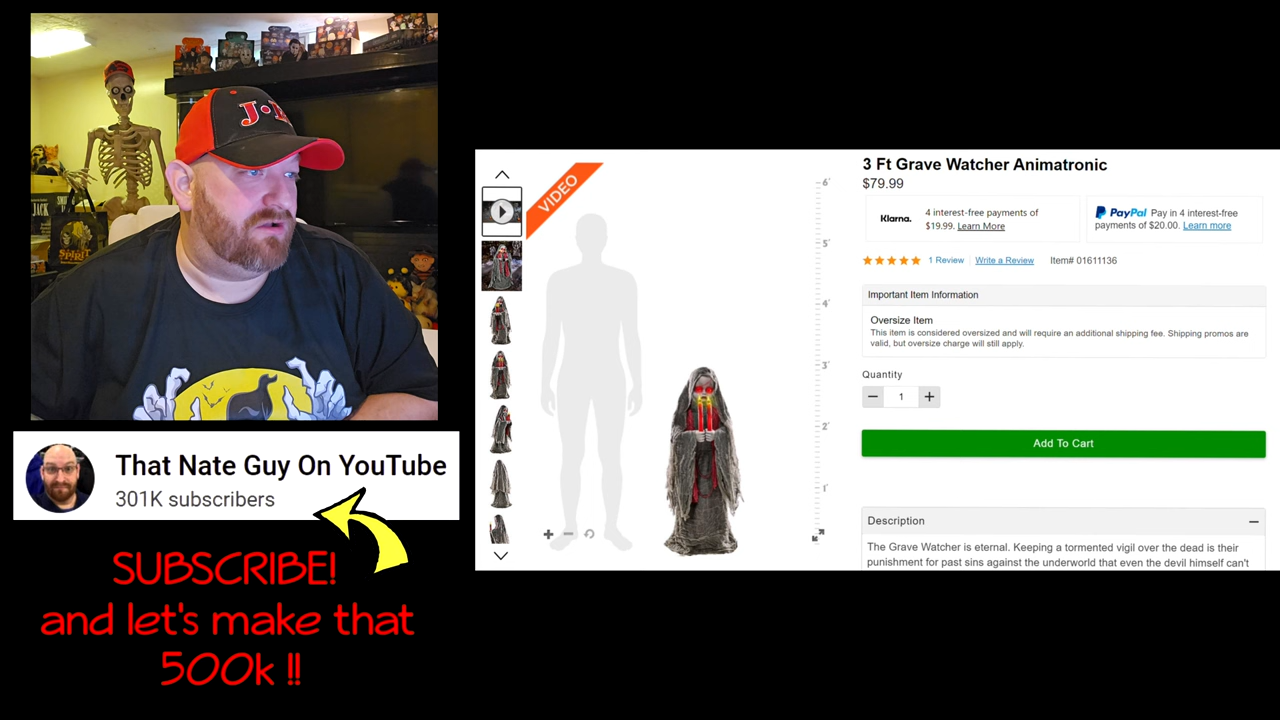 J
JACK
SPIRIT
That Nate Guy On YouTube
301K subscribers
SUBSCRIBE!
and let's make that
500k !!
VIDEO
6'
5'
4'
3'
2'
1'
3 Ft Grave Watcher Animatronic
$79.99
Klarna.
4 interest-free payments of
$19.99. Learn More
PayPal Pay in 4 interest-free
payments of $20.00. Learn more
1 Review
Write a Review
Item# 01611136
Important Item Information
Oversize Item
This item is considered oversized and will require an additional shipping fee. Shipping promos are
valid, but oversize charge will still apply.
Quantity
1
Add To Cart
Description
The Grave Watcher is eternal. Keeping a tormented vigil over the dead is their
punishment for past sins against the underworld that even the devil himself can't